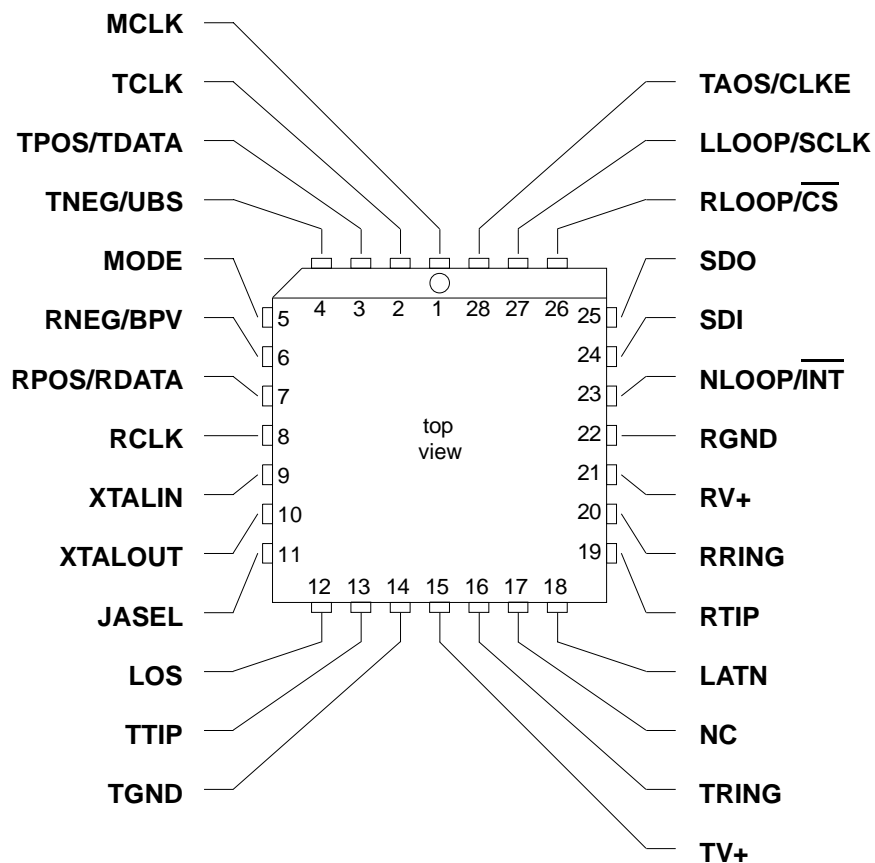 MCLK
TCLK
TPOS/TDATA
TNEG/UBS
MODE
RNEG/BPV
RPOS/RDATA
RCLK
XTALIN
XTALOUT
JASEL
LOS
TTIP
TGND
TAOS/CLKE
LLOOP/SCLK
RLOOP/C̅S̅
SDO
SDI
NLOOP/I̅N̅T̅
RGND
RV+
RRING
RTIP
LATN
NC
TRING
TV+
4 3 2 1 28 27 26
5
6
7
8
9
10
11
25
24
23
22
21
20
19
12 13 14 15 16 17 18
top
view